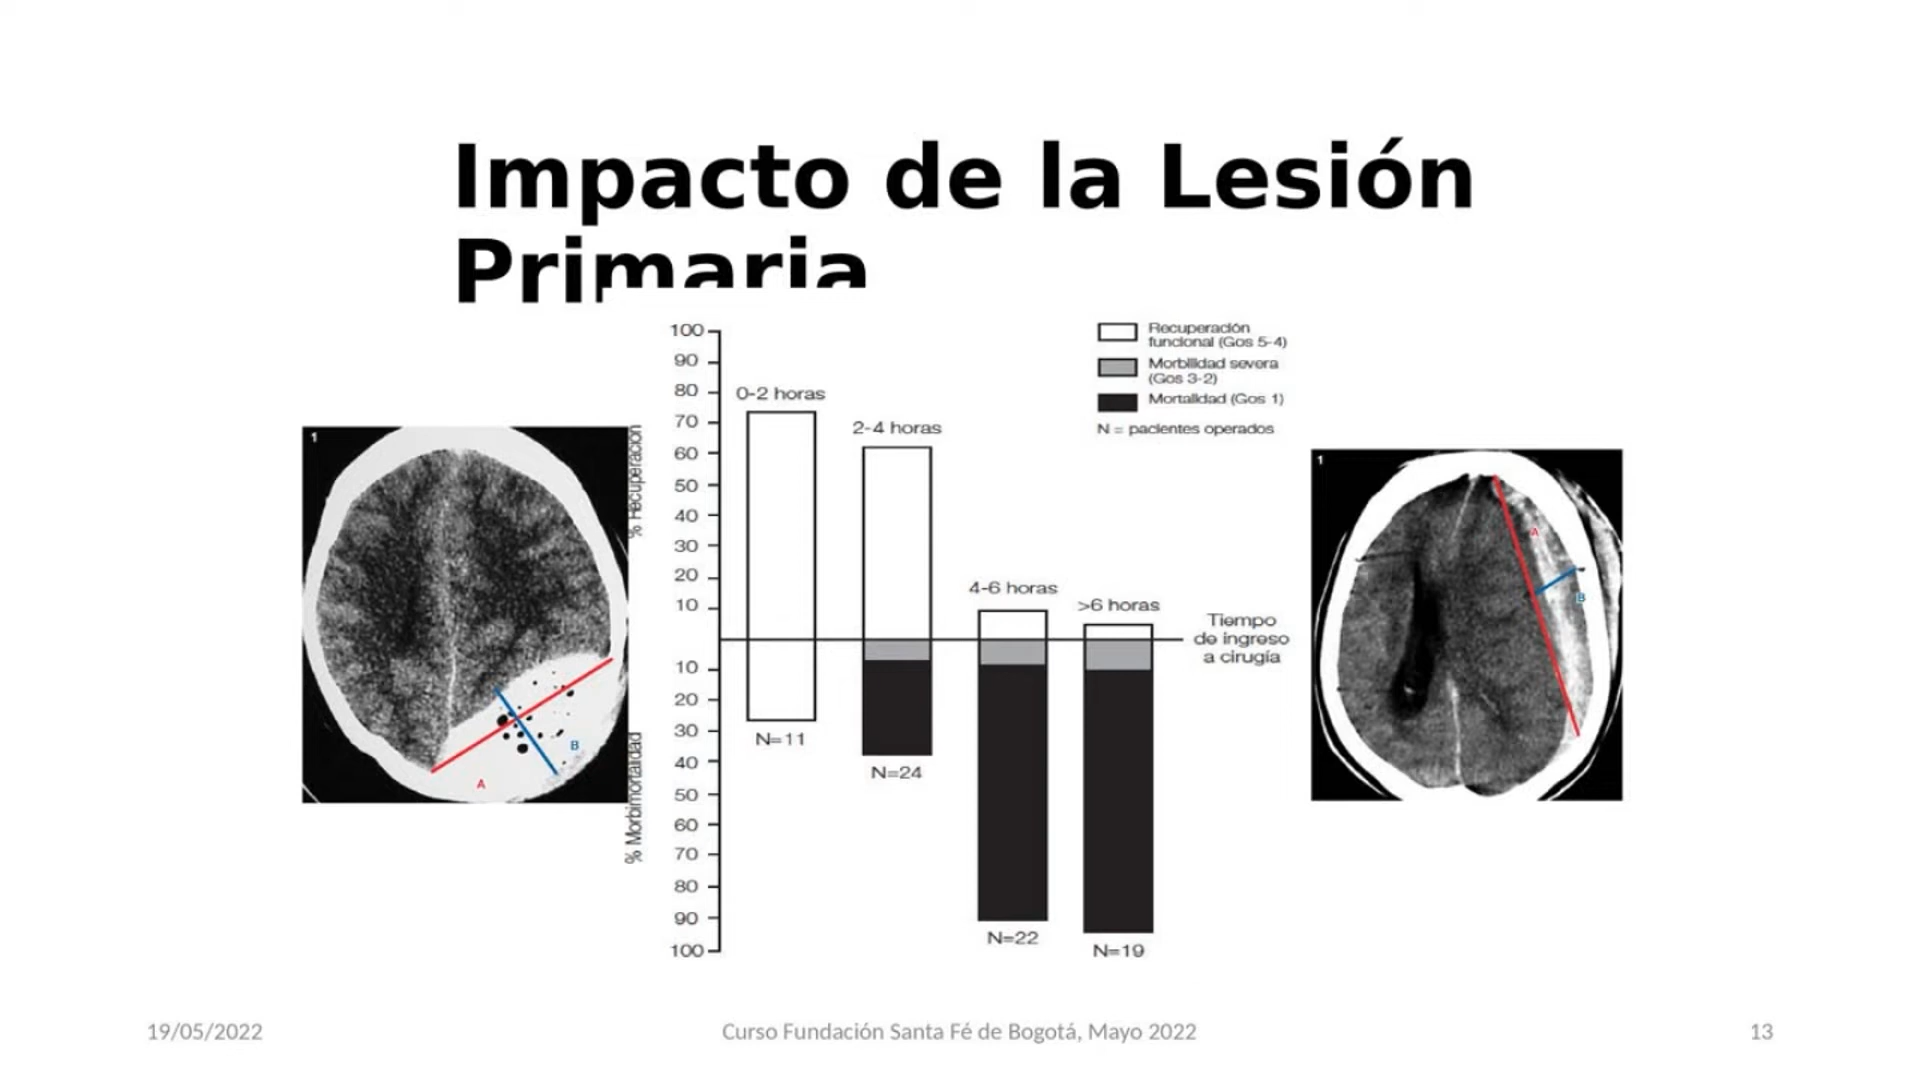 Impacto de la Lesión
Primaria
% Recuperación
% Morbimortalidad
100
90
80
70
60
50
40
30
20
10
10
20
30
40
50
60
70
80
90
100
0-2 horas
2-4 horas
4-6 horas
>6 horas
N=11
N=24
N=22
N=19
Recuperación
funcional (Gos 5-4)
Morbilidad severa
(Gos 3-2)
Mortalidad (Gos 1)
N = pacientes operados
Tiempo
de ingreso
a cirugía
1
A
B
1
A
B
19/05/2022
Curso Fundación Santa Fé de Bogotá, Mayo 2022
13